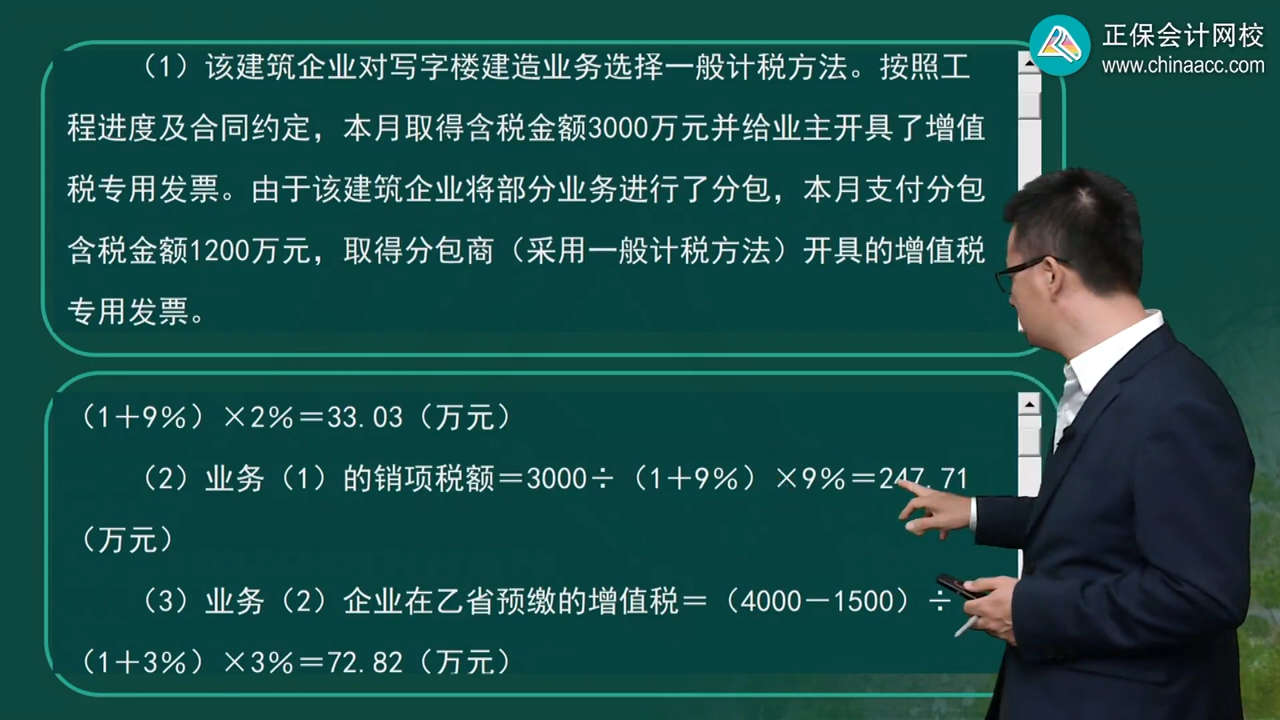 正保会计网校
www.chinaacc.com
（1）该建筑企业对写字楼建造业务选择一般计税方法。按照工
程进度及合同约定，本月取得含税金额3000万元并给业主开具了增值
税专用发票。由于该建筑企业将部分业务进行了分包，本月支付分包
含税金额1200万元，取得分包商（采用一般计税方法）开具的增值税
专用发票。
（1＋9％）×2％＝33.03（万元）
（2）业务（1）的销项税额＝3000÷（1＋9％）×9％＝247.71
（万元）
（3）业务（2）企业在乙省预缴的增值税＝（4000－1500）÷
（1＋3％）×3％＝72.82（万元）